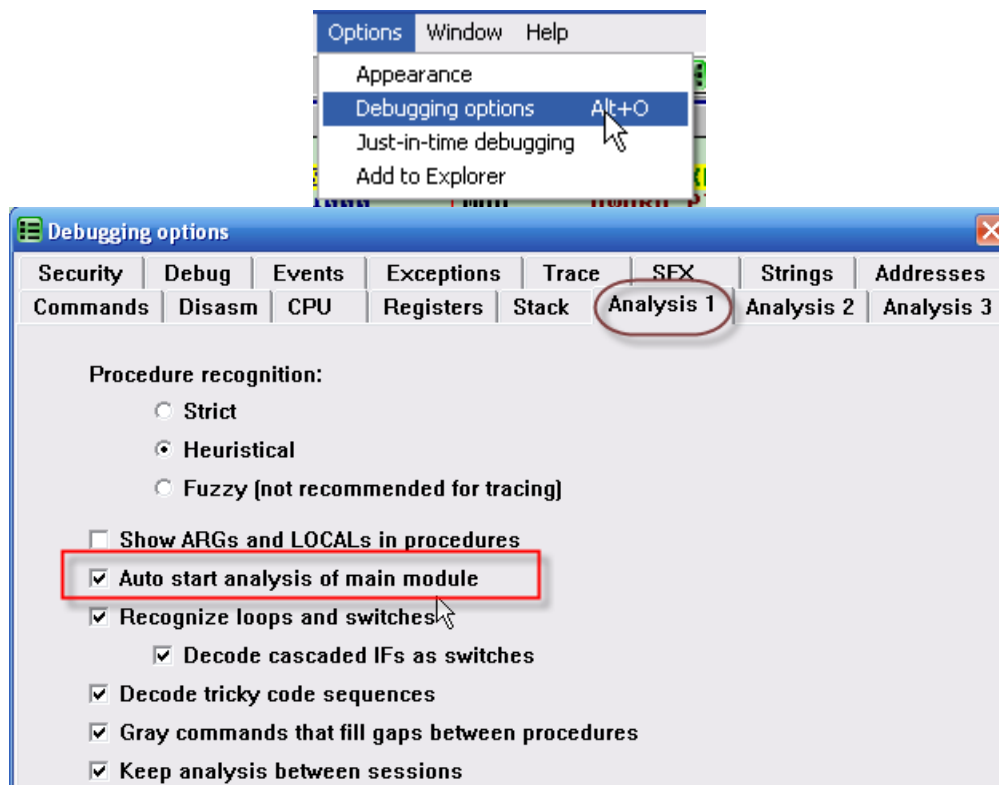 Options Window Help
Appearance
Debugging options Alt+O
Just-in-time debugging
Add to Explorer
Debugging options
Security Debug Events Exceptions Trace SFX Strings Addresses
Commands Disasm CPU Registers Stack Analysis 1 Analysis 2 Analysis 3
Procedure recognition:
Strict
Heuristical
Fuzzy (not recommended for tracing)
Show ARGs and LOCALs in procedures
Auto start analysis of main module
Recognize loops and switches
Decode cascaded IFs as switches
Decode tricky code sequences
Gray commands that fill gaps between procedures
Keep analysis between sessions